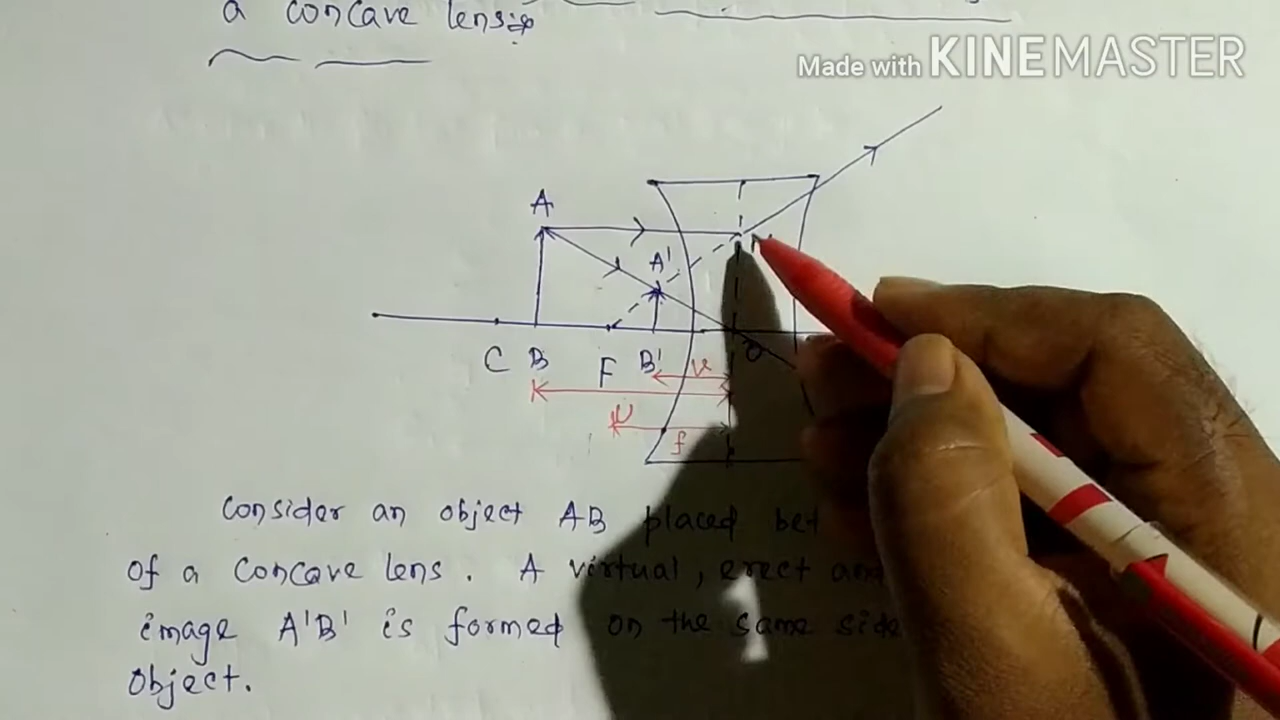 a concave lens:
Made with KINEMASTER
A
A'
C B F B' O
v
u
f
Consider an object AB placed bet
of a concave lens. A virtual, erect and
image A'B' is formed on the same side
object.